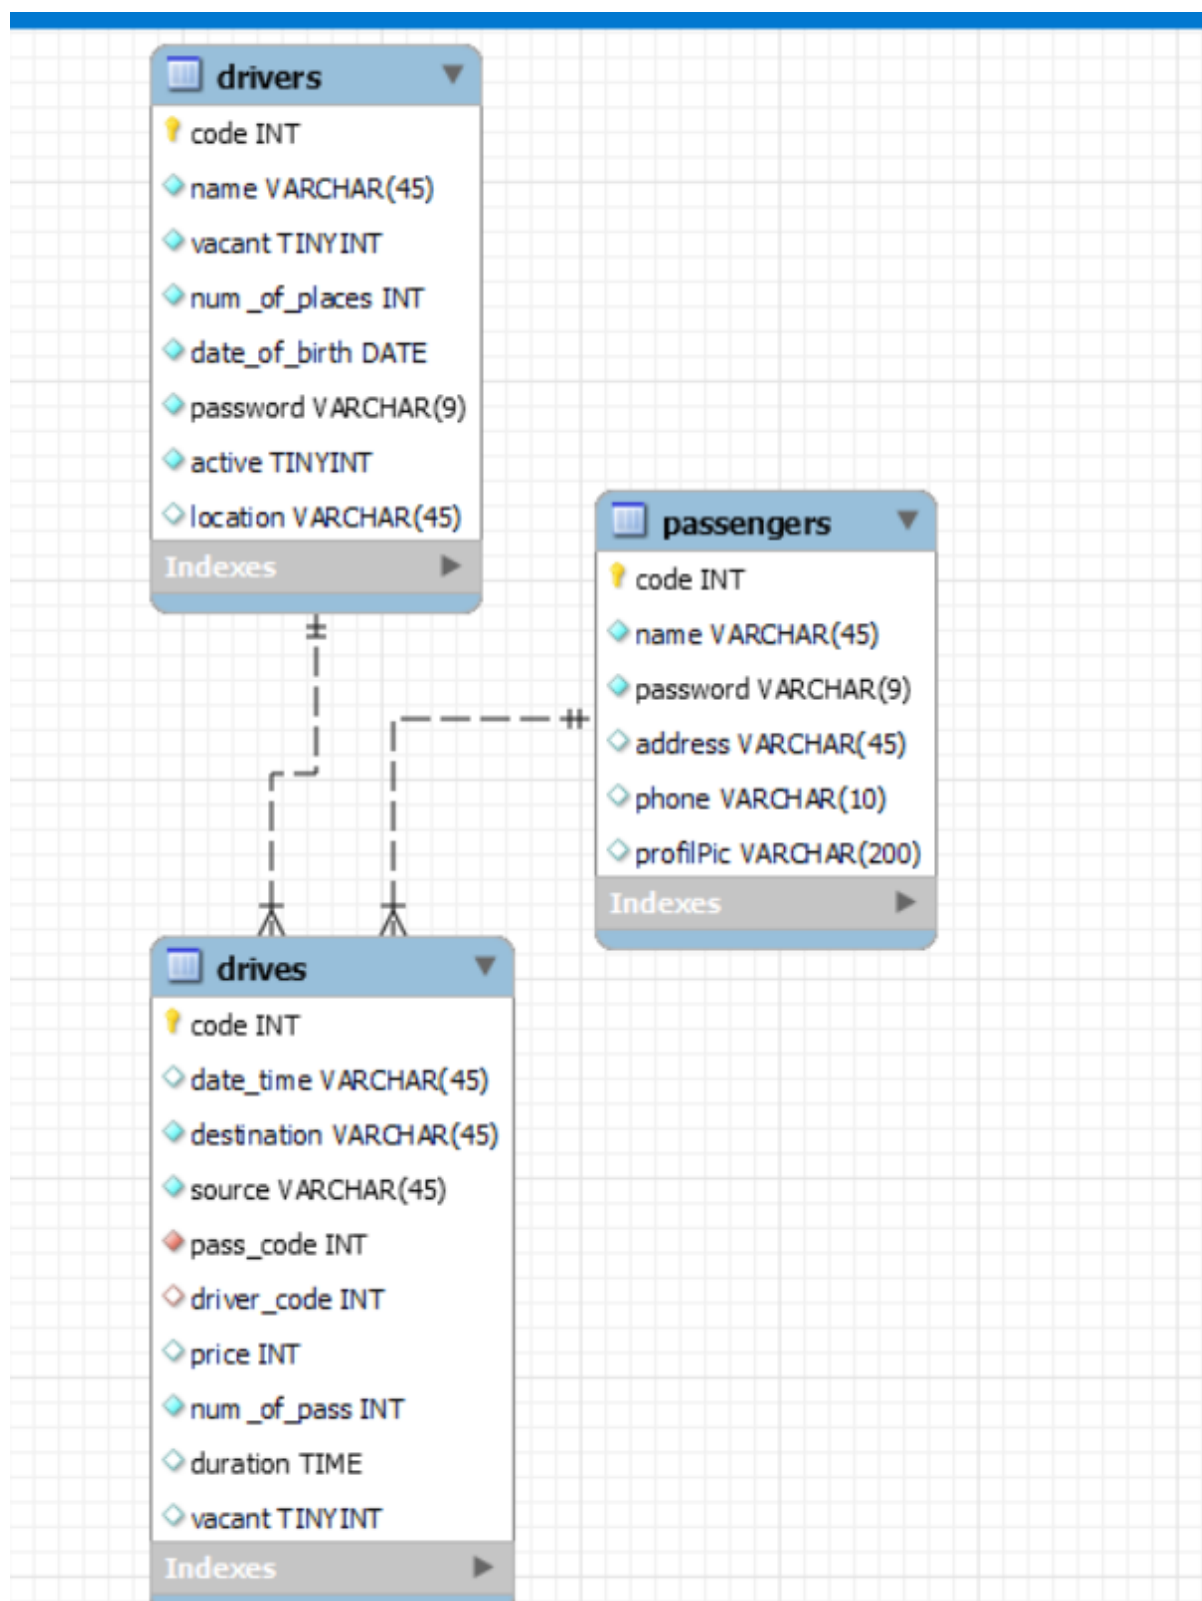 drivers
code INT
name VARCHAR(45)
vacant TINYINT
num_of_places INT
date_of_birth DATE
password VARCHAR(9)
active TINYINT
location VARCHAR(45)
Indexes
passengers
code INT
name VARCHAR(45)
password VARCHAR(9)
address VARCHAR(45)
phone VARCHAR(10)
profilPic VARCHAR(200)
Indexes
drives
code INT
date_time VARCHAR(45)
destination VARCHAR(45)
source VARCHAR(45)
pass_code INT
driver_code INT
price INT
num_of_pass INT
duration TIME
vacant TINYINT
Indexes